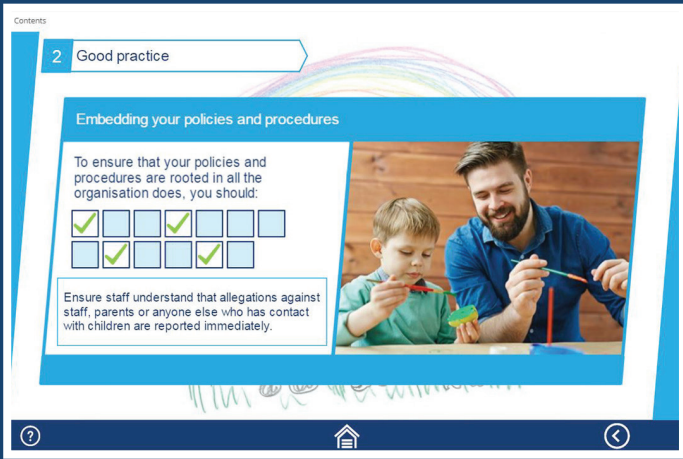 Contents
2 Good practice
Embedding your policies and procedures
To ensure that your policies and
procedures are rooted in all the
organisation does, you should:
Ensure staff understand that allegations against
staff, parents or anyone else who has contact
with children are reported immediately.
?